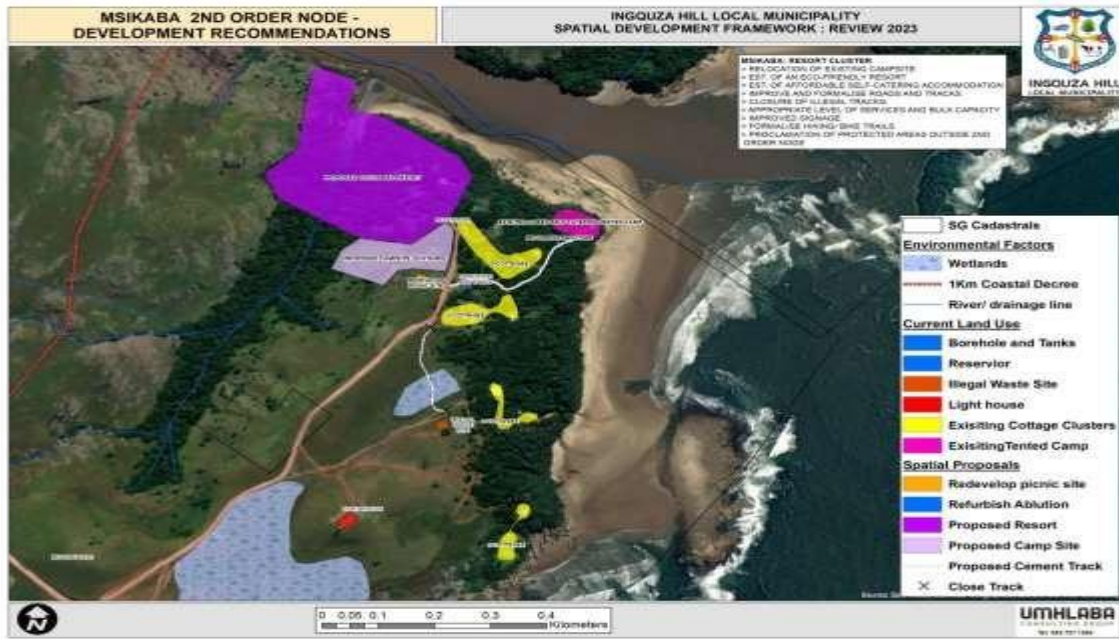 MSIKABA 2ND ORDER NODE -
DEVELOPMENT RECOMMENDATIONS
INGQUZA HILL LOCAL MUNICIPALITY
SPATIAL DEVELOPMENT FRAMEWORK : REVIEW 2023
INGQUZA HILL
LOCAL MUNICIPALITY
MSIKABA: RESORT CLUSTER
» RELOCATION OF EXISTING CAMPSITE
» EST. OF AN ECO-FRIENDLY RESORT
» EST. OF AFFORDABLE SELF-CATERING ACCOMMODATION
» IMPROVE AND FORMALISE ROADS AND TRACKS
» CLOSURE OF ILLEGAL TRACKS
» APPROPRIATE LEVEL OF SERVICES AND BULK CAPACITY
» IMPROVED SIGNAGE
» FORMALISE HIKING/ BIKE TRAILS
» PROCLAMATION OF PROTECTED AREAS OUTSIDE 2ND
ORDER NODE
SG Cadastrals
Environmental Factors
Wetlands
1Km Coastal Decree
River/ drainage line
Current Land Use
Borehole and Tanks
Reservior
Illegal Waste Site
Light house
Exisiting Cottage Clusters
ExisitingTented Camp
Spatial Proposals
Redevelop picnic site
Refurbish Ablution
Proposed Resort
Proposed Camp Site
Proposed Cement Track
Close Track
N
0 0.05 0.1 0.2 0.3 0.4
Kilometers
UMHLABA
CONSULTING GROUP